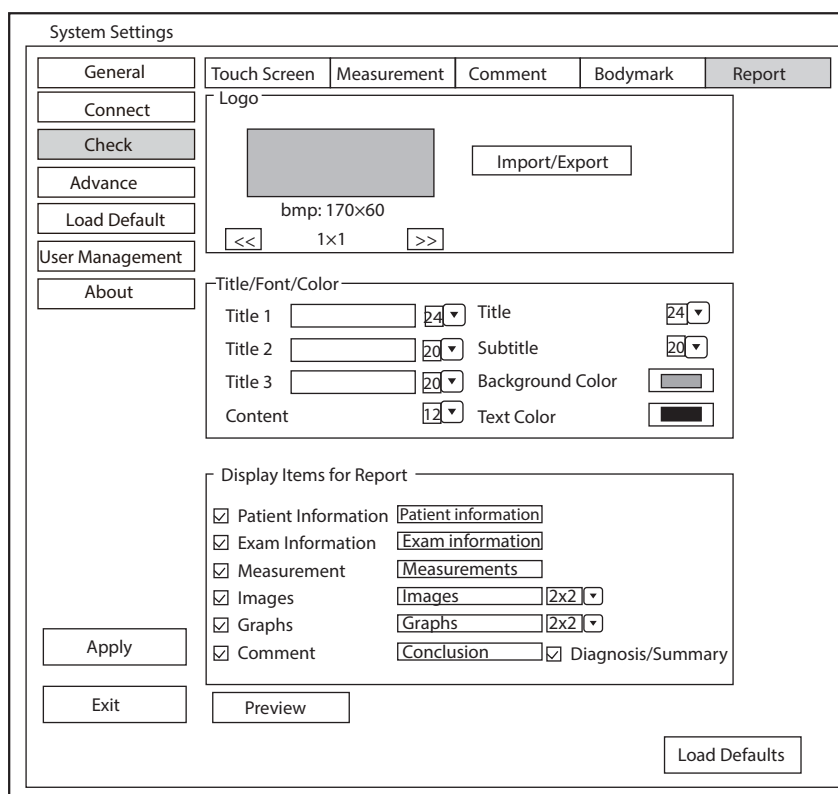 System Settings
General
Connect
Check
Advance
Load Default
User Management
About
Apply
Exit
Touch Screen Measurement Comment Bodymark Report
Logo
Import/Export
bmp: 170×60
<< 1×1 >>
Title/Font/Color
Title 1 24 Title 24
Title 2 20 Subtitle 20
Title 3 20 Background Color
Content 12 Text Color
Display Items for Report
Patient Information Patient information
Exam Information Exam information
Measurement Measurements
Images Images 2x2
Graphs Graphs 2x2
Comment Conclusion Diagnosis/Summary
Preview
Load Defaults